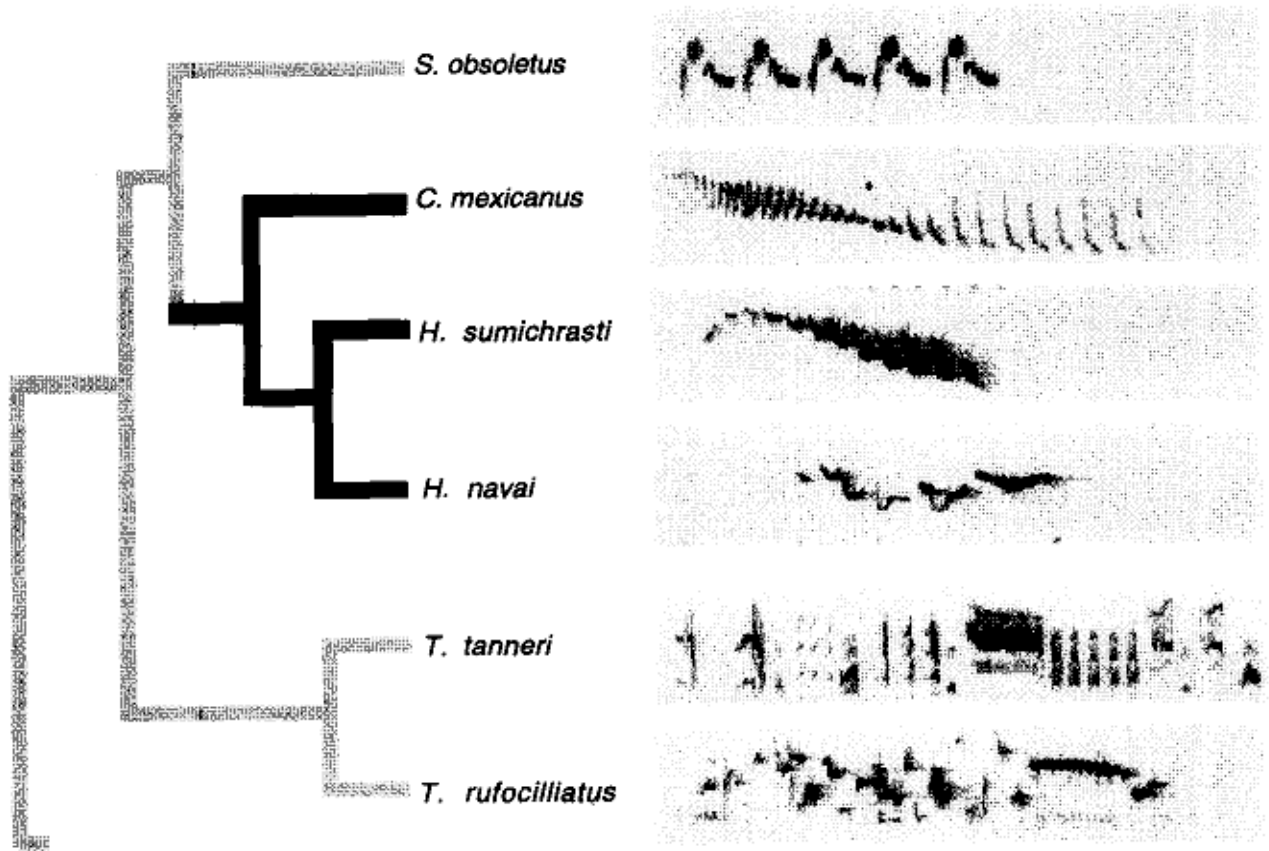 S. obsoletus
C. mexicanus
H. sumichrasti
H. navai
T. tanneri
T. rufocilliatus